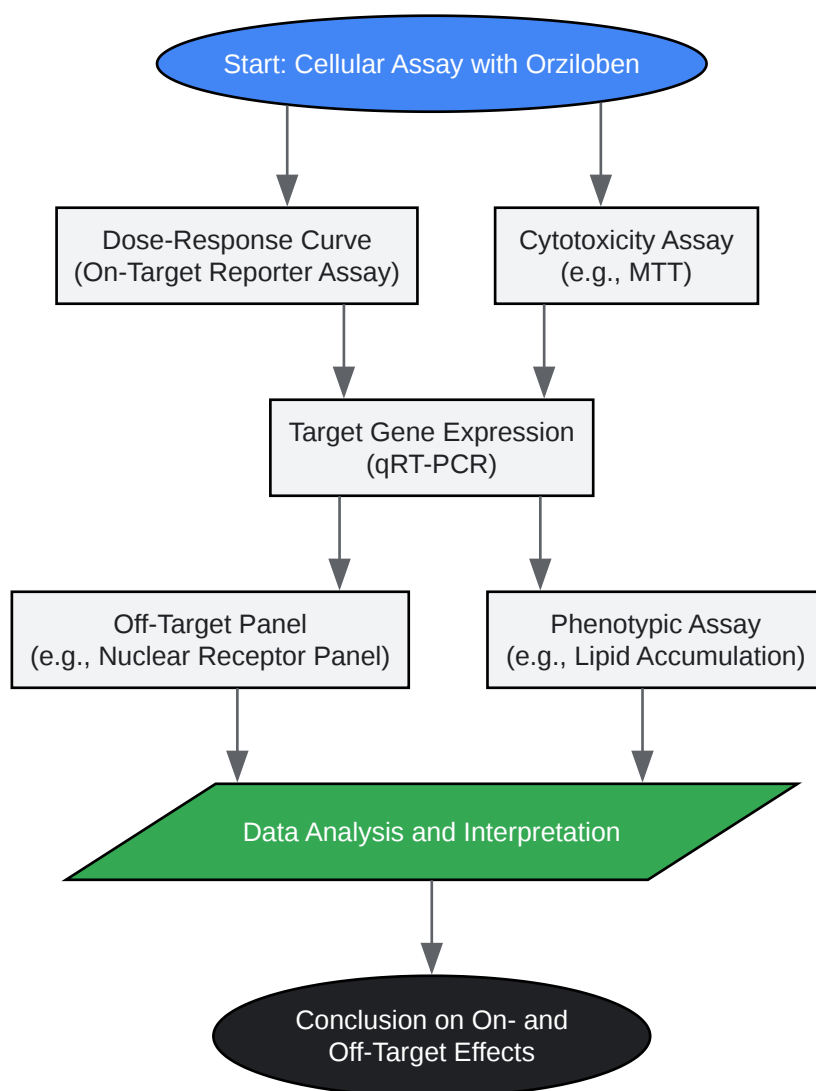 Start: Cellular Assay with Orziloben
Dose-Response Curve
(On-Target Reporter Assay)
Cytotoxicity Assay
(e.g., MTT)
Target Gene Expression
(qRT-PCR)
Off-Target Panel
(e.g., Nuclear Receptor Panel)
Phenotypic Assay
(e.g., Lipid Accumulation)
Data Analysis and Interpretation
Conclusion on On- and
Off-Target Effects